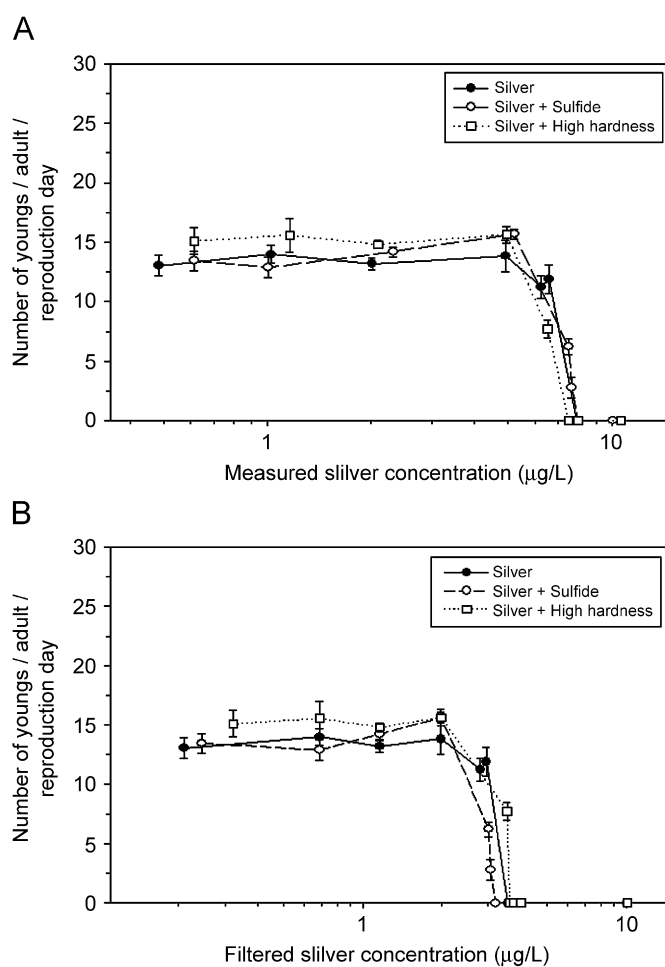 A
30
25
20
15
10
5
0
Number of youngs / adult /
reproduction day
Silver
Silver + Sulfide
Silver + High hardness
1
10
Measured slilver concentration (μg/L)
B
30
25
20
15
10
5
0
Number of youngs / adult /
reproduction day
Silver
Silver + Sulfide
Silver + High hardness
1
10
Filtered slilver concentration (μg/L)